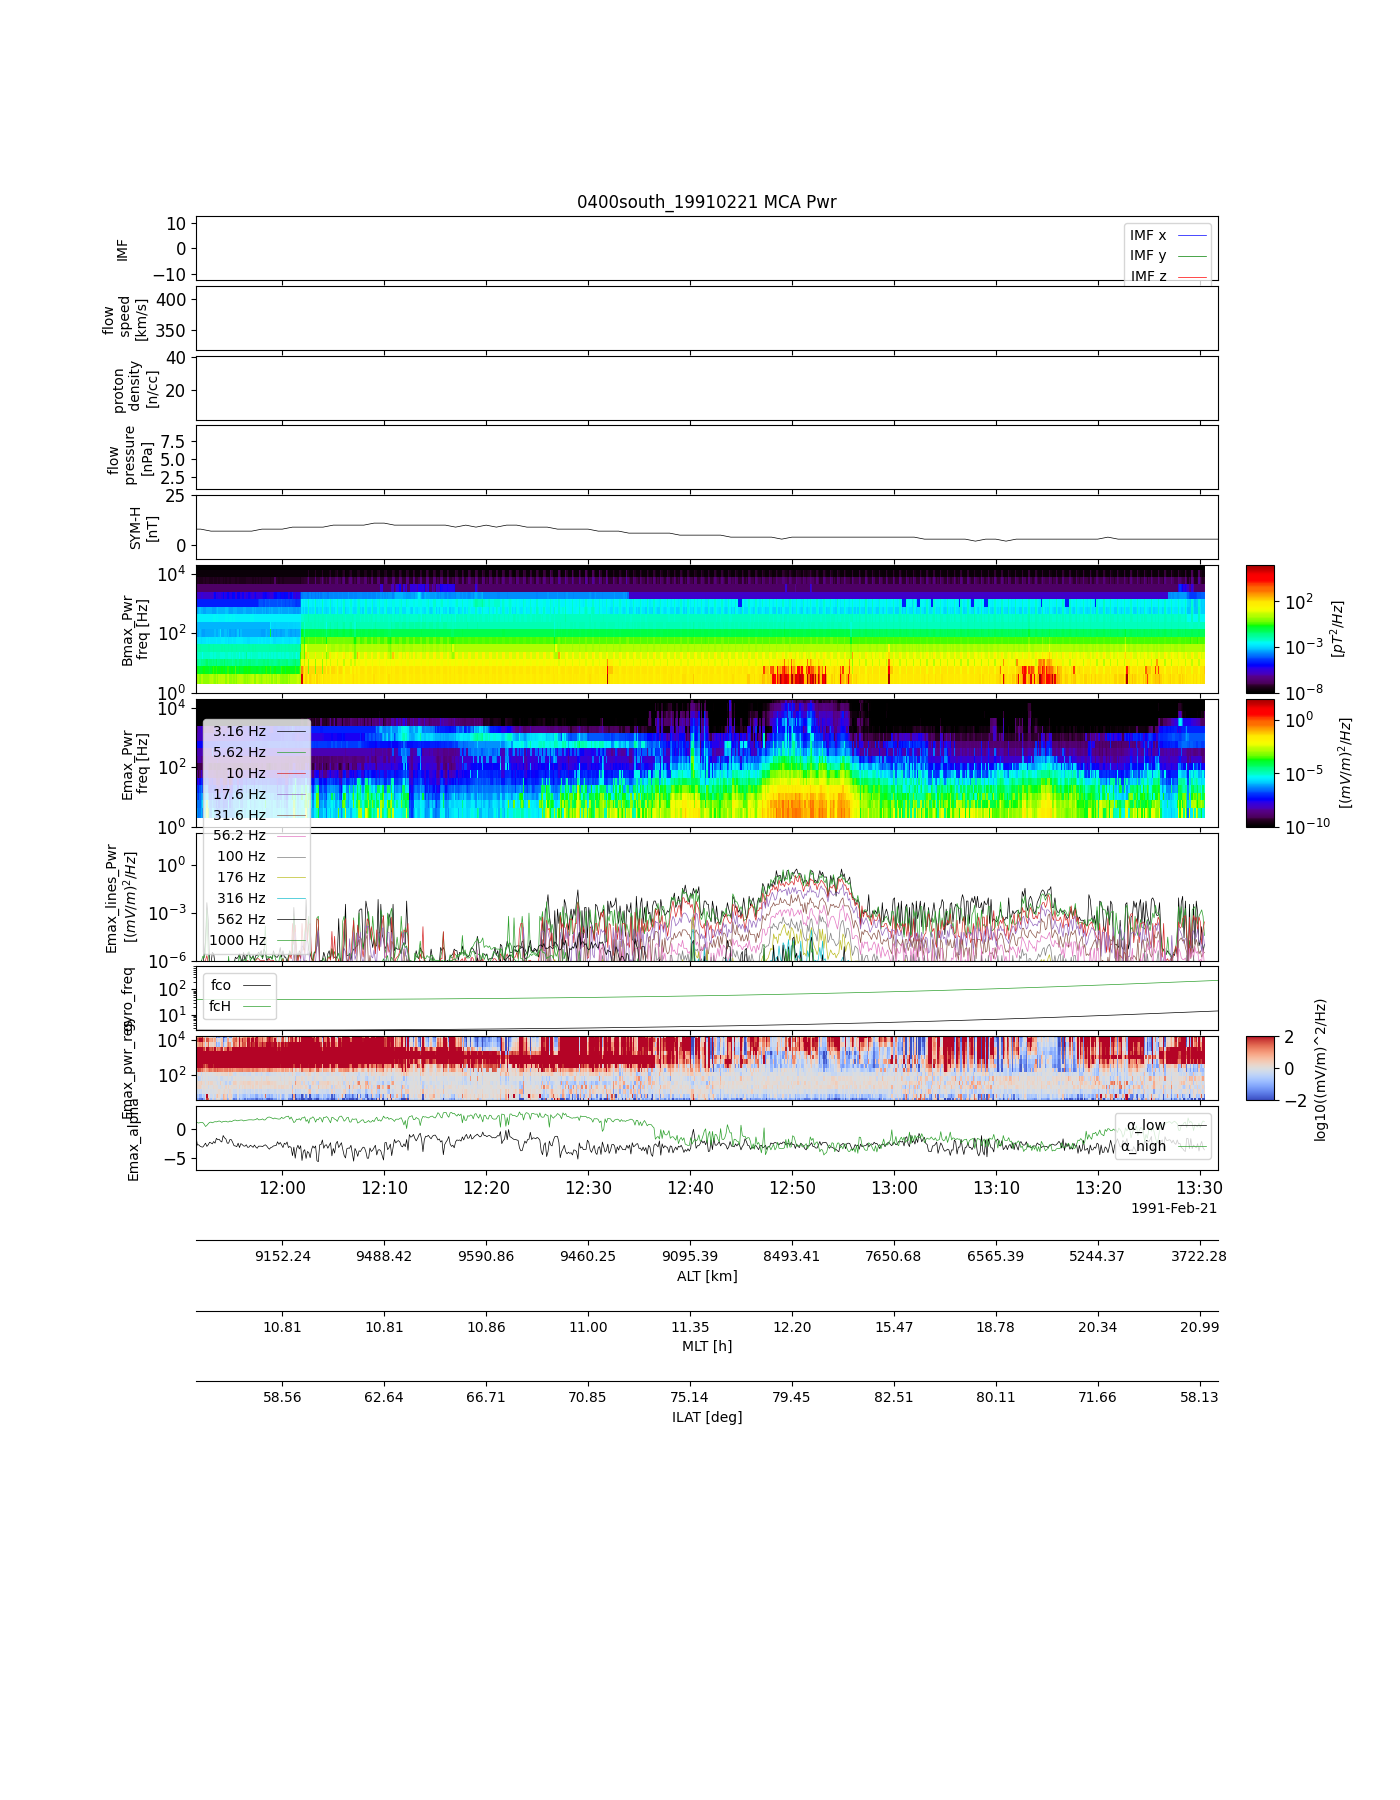 0400south_19910221 MCA Pwr
10
0
−10
IMF
IMF x
IMF y
IMF z
400
350
flow
speed
[km/s]
40
20
proton
density
[n/cc]
7.5
5.0
2.5
flow
pressure
[nPa]
25
0
SYM-H
[nT]
10^4
10^2
10^0
Bmax_Pwr
freq [Hz]
10^2
10^−3
10^−8
[pT^2/Hz]
10^4
10^2
10^0
Emax_Pwr
freq [Hz]
10^0
10^−5
10^−10
[(mV/m)^2/Hz]
3.16 Hz
5.62 Hz
10 Hz
17.6 Hz
31.6 Hz
56.2 Hz
100 Hz
176 Hz
316 Hz
562 Hz
1000 Hz
10^0
10^−3
10^−6
Emax_lines_Pwr
[(mV/m)^2/Hz]
fco
fcH
10^2
10^1
gyro_freq
10^4
10^2
Emax_pwr_reg
2
0
−2
log10((mV/m)^2/Hz)
0
−5
Emax_alpha
α_low
α_high
12:00 12:10 12:20 12:30 12:40 12:50 13:00 13:10 13:20 13:30
1991-Feb-21
9152.24 9488.42 9590.86 9460.25 9095.39 8493.41 7650.68 6565.39 5244.37 3722.28
ALT [km]
10.81 10.81 10.86 11.00 11.35 12.20 15.47 18.78 20.34 20.99
MLT [h]
58.56 62.64 66.71 70.85 75.14 79.45 82.51 80.11 71.66 58.13
ILAT [deg]